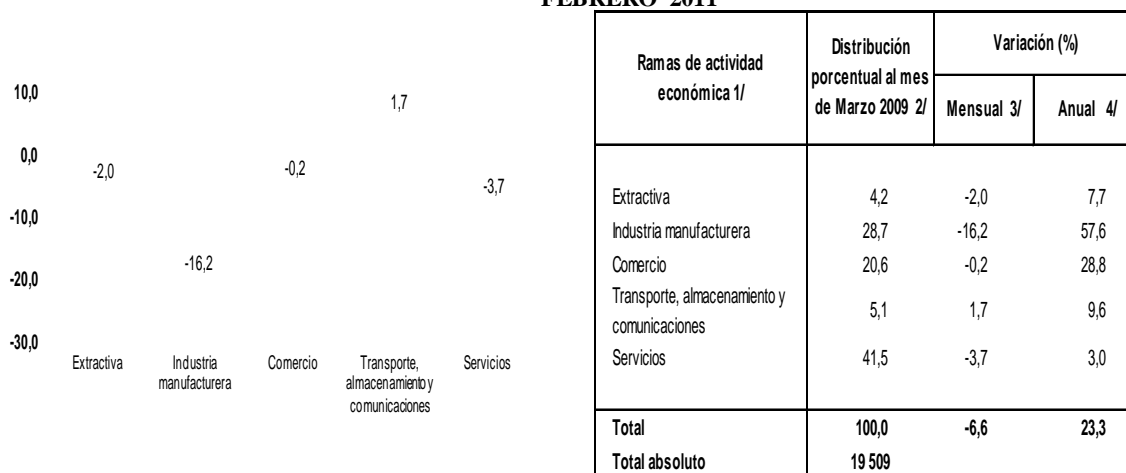 FEBRERO 2011
10,0
0,0
-10,0
-20,0
-30,0
-2,0
-16,2
-0,2
1,7
-3,7
Extractiva
Industria
manufacturera
Comercio
Transporte,
almacenamiento y
comunicaciones
Servicios
Ramas de actividad
económica 1/
Distribución
porcentual al mes
de Marzo 2009 2/
Variación (%)
Mensual 3/
Anual 4/
Extractiva 4,2 -2,0 7,7
Industria manufacturera 28,7 -16,2 57,6
Comercio 20,6 -0,2 28,8
Transporte, almacenamiento y
comunicaciones 5,1 1,7 9,6
Servicios 41,5 -3,7 3,0
Total 100,0 -6,6 23,3
Total absoluto 19 509